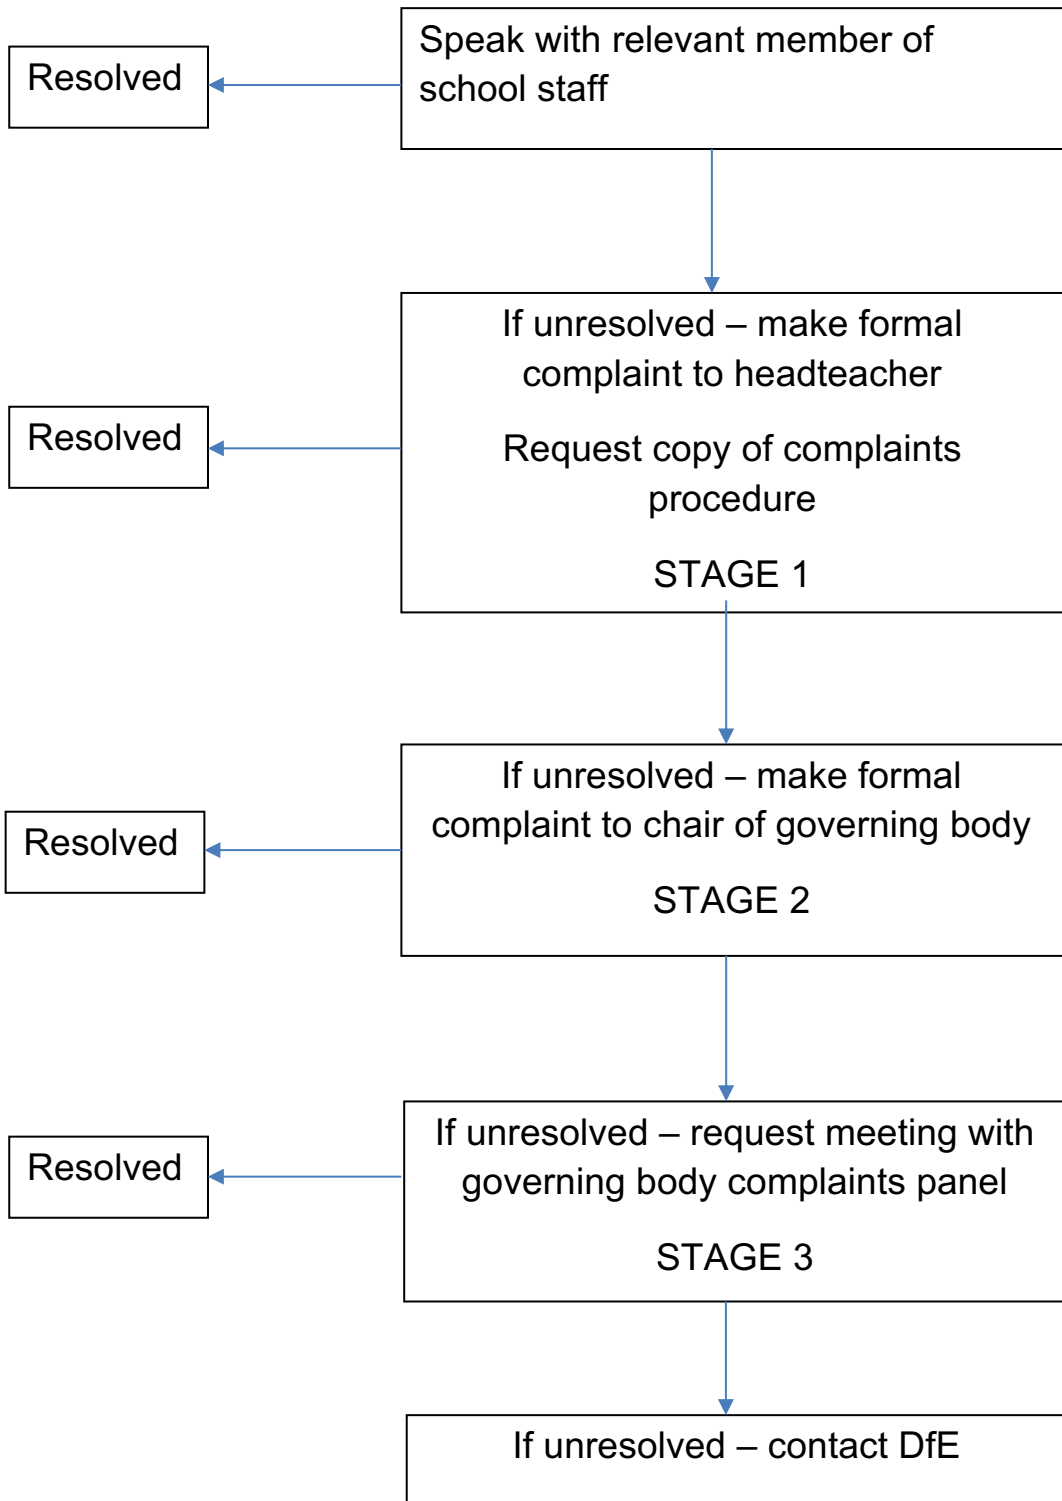 Speak with relevant member of
school staff
Resolved
If unresolved – make formal
complaint to headteacher
Request copy of complaints
procedure
STAGE 1
Resolved
If unresolved – make formal
complaint to chair of governing body
STAGE 2
Resolved
If unresolved – request meeting with
governing body complaints panel
STAGE 3
Resolved
If unresolved – contact DfE